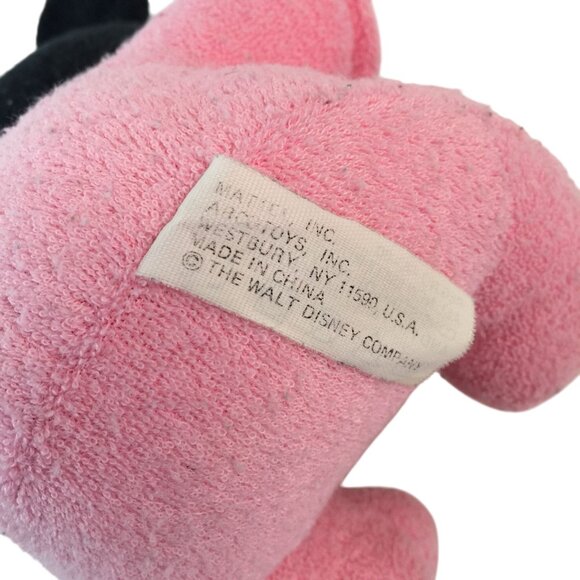 MATTEL, INC.
ARCOTOYS, INC.
WESTBURY, NY 11590, U.S.A.
MADE IN CHINA
© THE WALT DISNEY COMPANY